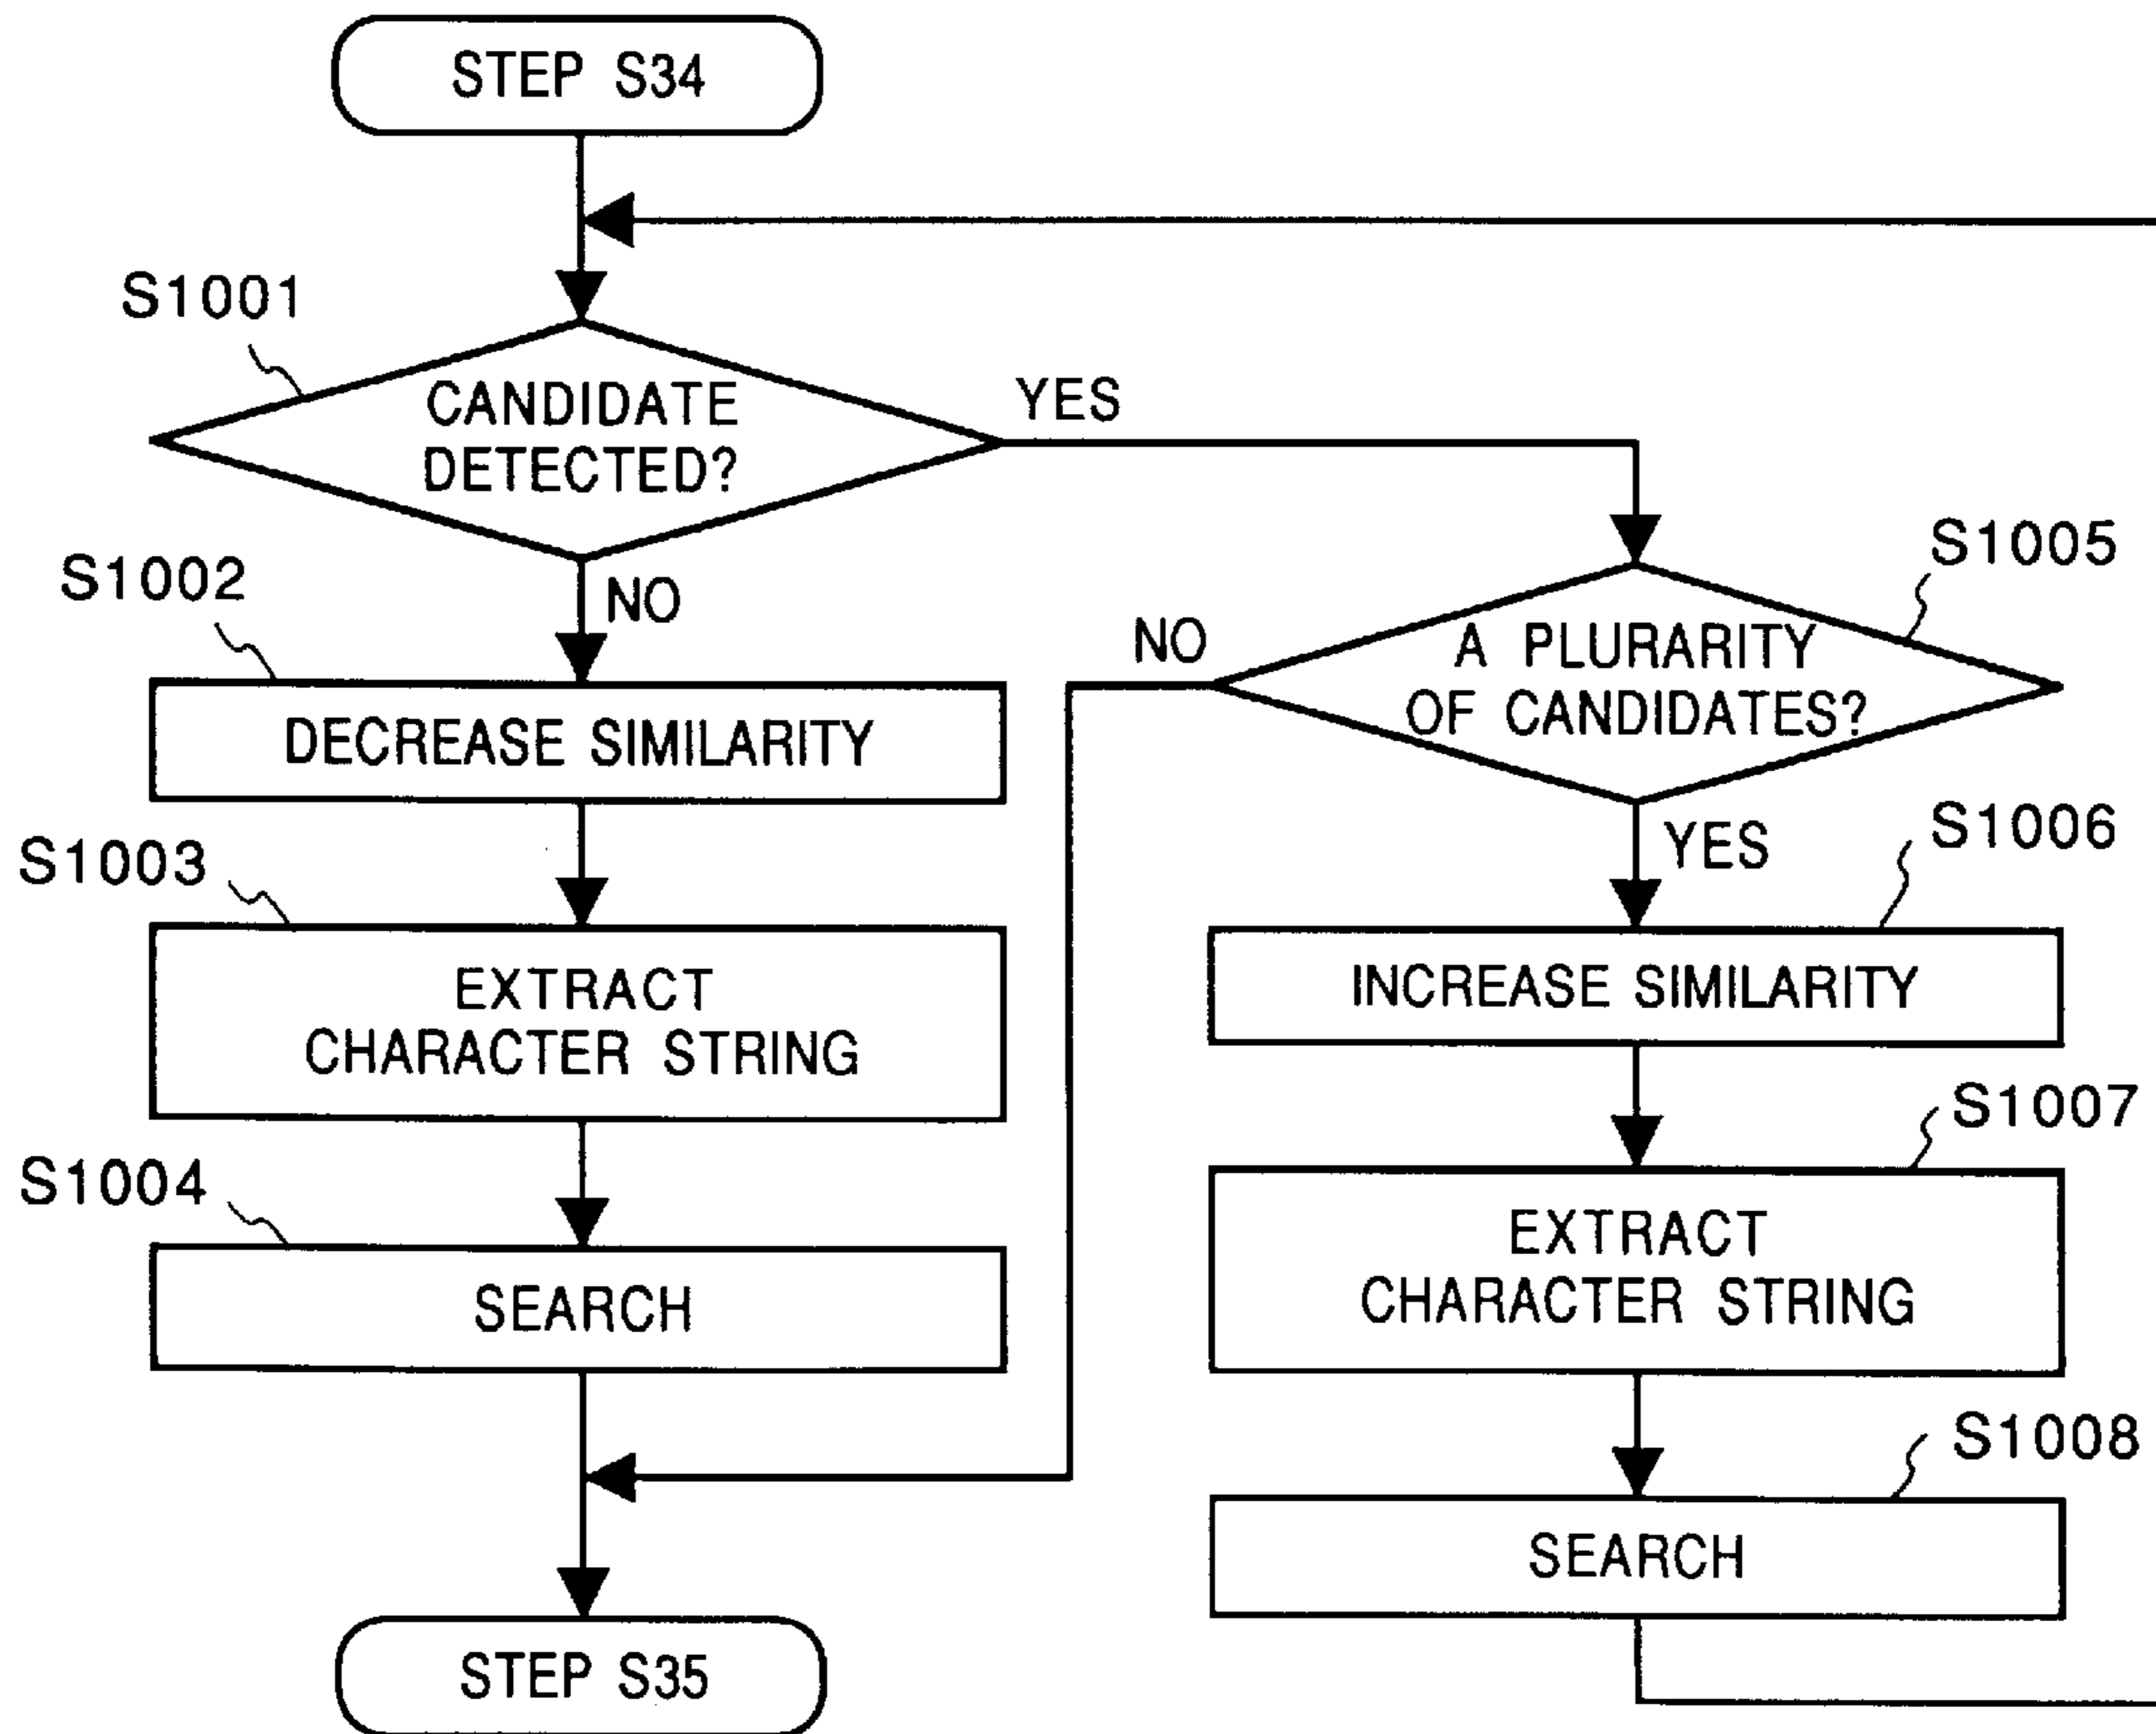 STEP S34
S1001
CANDIDATE
DETECTED?
YES
NO
S1002
DECREASE SIMILARITY
S1003
EXTRACT
CHARACTER STRING
S1004
SEARCH
STEP S35
S1005
A PLURARITY
OF CANDIDATES?
NO
YES
S1006
INCREASE SIMILARITY
S1007
EXTRACT
CHARACTER STRING
S1008
SEARCH